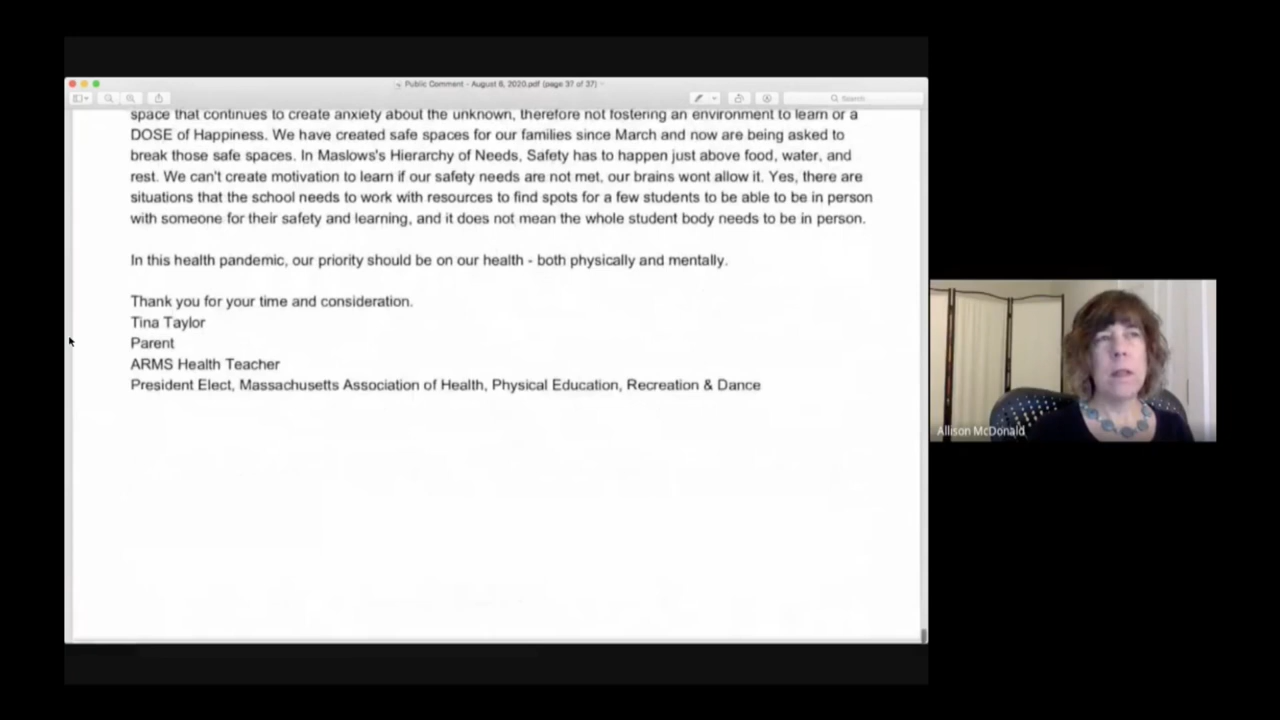 Public Comment - August 6, 2020.pdf (page 37 of 37)
Search
space that continues to create anxiety about the unknown, therefore not fostering an environment to learn or a
DOSE of Happiness. We have created safe spaces for our families since March and now are being asked to
break those safe spaces. In Maslows's Hierarchy of Needs, Safety has to happen just above food, water, and
rest. We can't create motivation to learn if our safety needs are not met, our brains wont allow it. Yes, there are
situations that the school needs to work with resources to find spots for a few students to be able to be in person
with someone for their safety and learning, and it does not mean the whole student body needs to be in person.
In this health pandemic, our priority should be on our health - both physically and mentally.
Thank you for your time and consideration.
Tina Taylor
Parent
ARMS Health Teacher
President Elect, Massachusetts Association of Health, Physical Education, Recreation & Dance
Allison McDonald